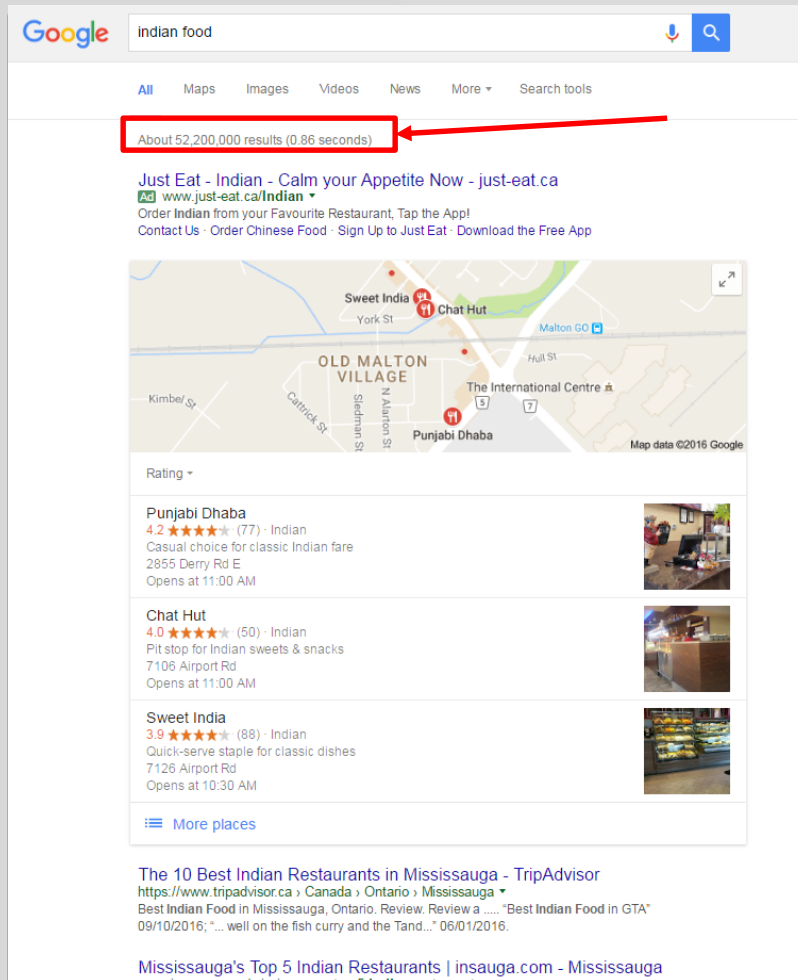 Google
indian food
All Maps Images Videos News More Search tools
About 52,200,000 results (0.86 seconds)
Just Eat - Indian - Calm your Appetite Now - just-eat.ca
Ad www.just-eat.ca/Indian
Order Indian from your Favourite Restaurant, Tap the App!
Contact Us · Order Chinese Food · Sign Up to Just Eat · Download the Free App
Sweet India
Chat Hut
York St
Malton GO
OLD MALTON
VILLAGE
Hull St
The International Centre
Kimbel St
Cattrick St
Sledman St
N Alarton St
5
7
Punjabi Dhaba
Map data ©2016 Google
Rating
Punjabi Dhaba
4.2 (77) · Indian
Casual choice for classic Indian fare
2855 Derry Rd E
Opens at 11:00 AM
Chat Hut
4.0 (50) · Indian
Pit stop for Indian sweets & snacks
7106 Airport Rd
Opens at 11:00 AM
Sweet India
3.9 (88) · Indian
Quick-serve staple for classic dishes
7126 Airport Rd
Opens at 10:30 AM
More places
The 10 Best Indian Restaurants in Mississauga - TripAdvisor
https://www.tripadvisor.ca › Canada › Ontario › Mississauga
Best Indian Food in Mississauga, Ontario. Review. Review a ..... “Best Indian Food in GTA”
09/10/2016; “... well on the fish curry and the Tand...” 06/01/2016.
Mississauga's Top 5 Indian Restaurants | insauga.com - Mississauga